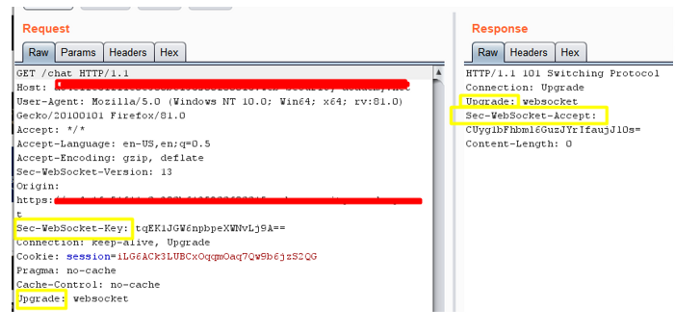 Request
Raw Params Headers Hex
GET /chat HTTP/1.1
Host:
User-Agent: Mozilla/5.0 (Windows NT 10.0; Win64; x64; rv:81.0)
Gecko/20100101 Firefox/81.0
Accept: */*
Accept-Language: en-US,en;q=0.5
Accept-Encoding: gzip, deflate
Sec-WebSocket-Version: 13
Origin:
https:
t
Sec-WebSocket-Key: tqEK1JGW6npbpeXWNvLj9A==
Connection: keep-alive, Upgrade
Cookie: session=iLG6ACk3LUBCxOqqmOaq7Qw9b6jzS2QG
Pragma: no-cache
Cache-Control: no-cache
Upgrade: websocket
Response
Raw Headers Hex
HTTP/1.1 101 Switching Protocol
Connection: Upgrade
Upgrade: websocket
Sec-WebSocket-Accept:
CUyg1bFhbml6GuzJYrIfaujJl0s=
Content-Length: 0